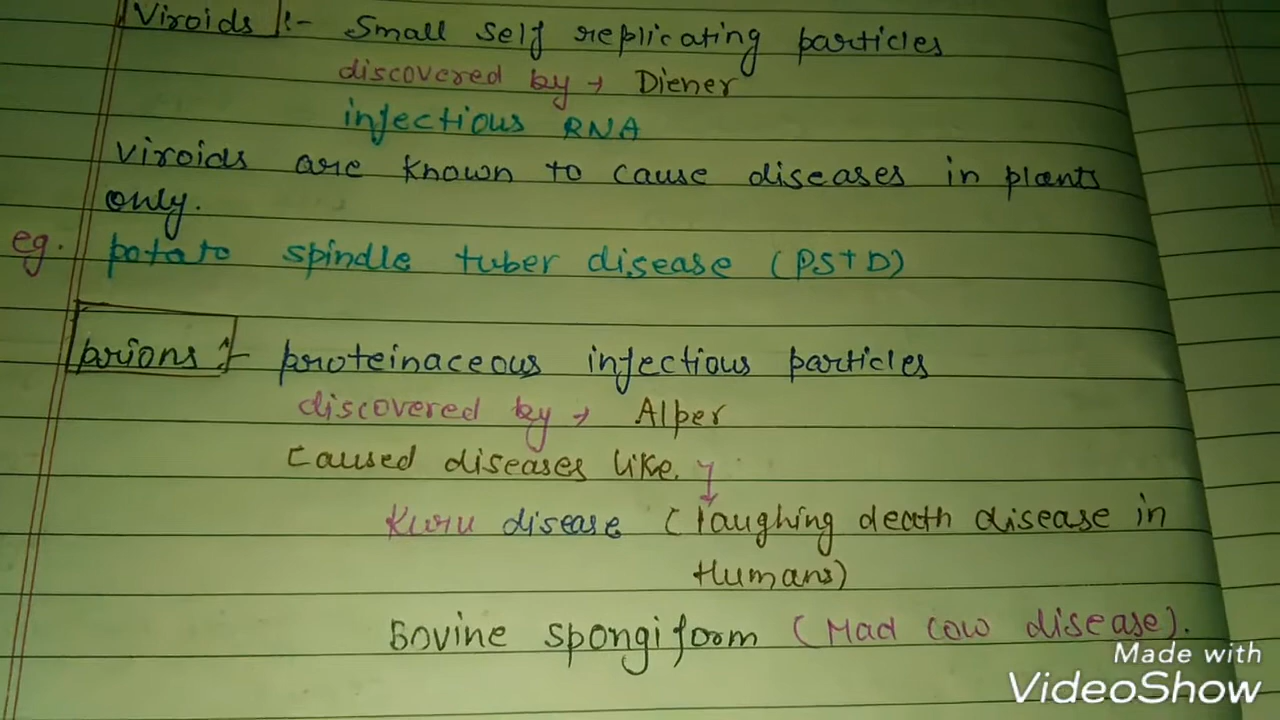 Viroids :- Small self replicating particles
discovered by → Diener
infectious RNA
Viroids are known to cause diseases in plants
only.
eg. potato spindle tuber disease (PSTD)
prions :- proteinaceous infectious particles
discovered by → Alper
Caused diseases like
Kuru disease (laughing death disease in
Humans)
Bovine spongiform (Mad cow disease).
Made with
VideoShow